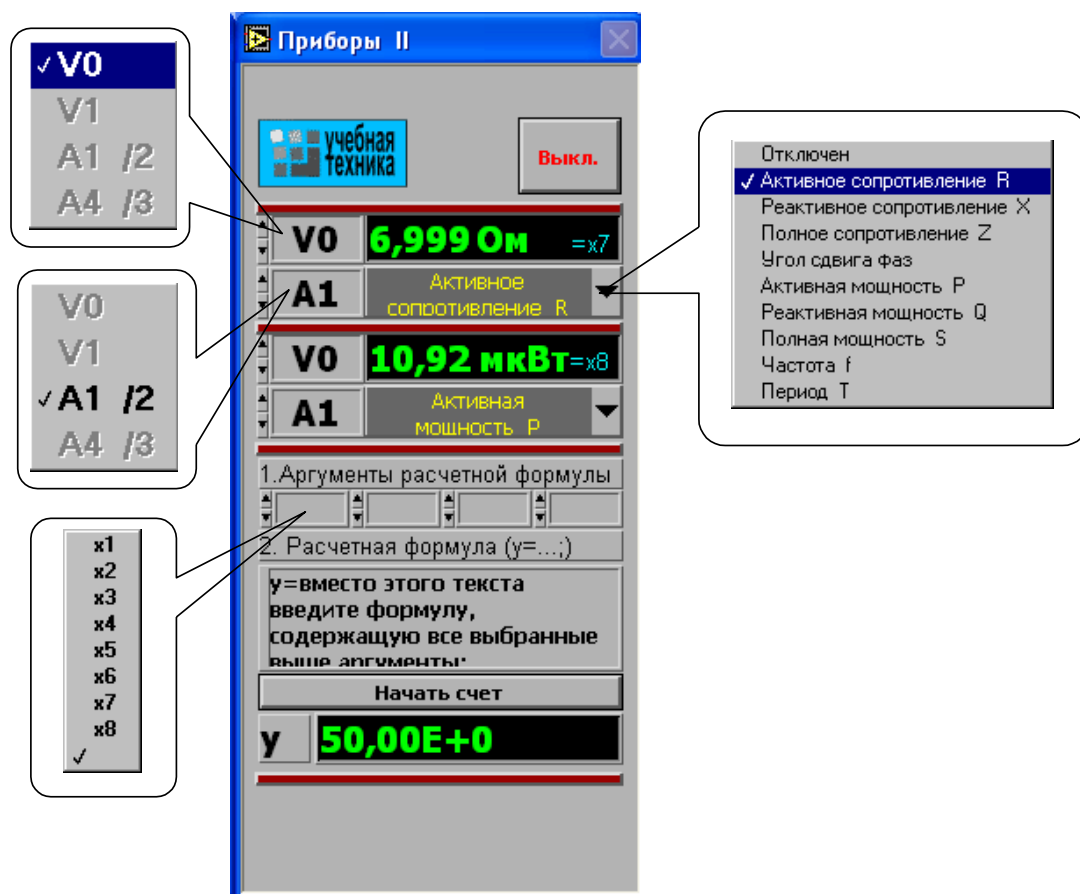 Приборы II
V0
V1
A1 /2
A4 /3
учебная
техника
Выкл.
V0 6,999 Ом =x7
A1 Активное
сопротивление R
V0 10,92 мкВт =x8
A1 Активная
мощность P
V0
V1
A1 /2
A4 /3
Отключен
Активное сопротивление R
Реактивное сопротивление X
Полное сопротивление Z
Угол сдвига фаз
Активная мощность P
Реактивная мощность Q
Полная мощность S
Частота f
Период T
1.Аргументы расчетной формулы
2. Расчетная формула (y=...;)
y=вместо этого текста
введите формулу,
содержащую все выбранные
выше аргументы;
Начать счет
y 50,00E+0
x1
x2
x3
x4
x5
x6
x7
x8